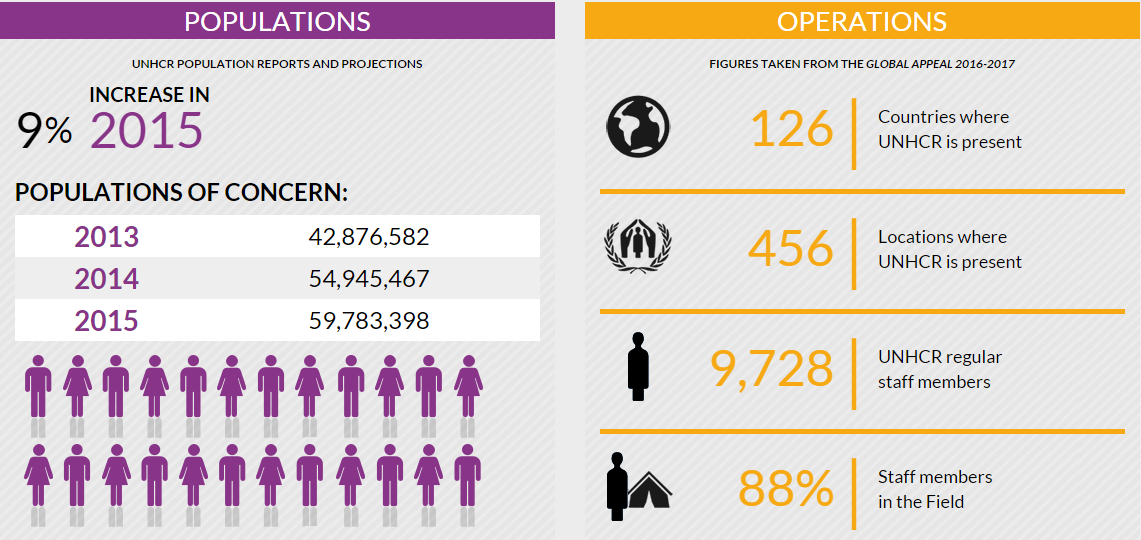 POPULATIONS
UNHCR POPULATION REPORTS AND PROJECTIONS
9%
INCREASE IN
2015
POPULATIONS OF CONCERN:
2013 42,876,582
2014 54,945,467
2015 59,783,398
OPERATIONS
FIGURES TAKEN FROM THE GLOBAL APPEAL 2016-2017
126
Countries where
UNHCR is present
456
Locations where
UNHCR is present
9,728
UNHCR regular
staff members
88%
Staff members
in the Field